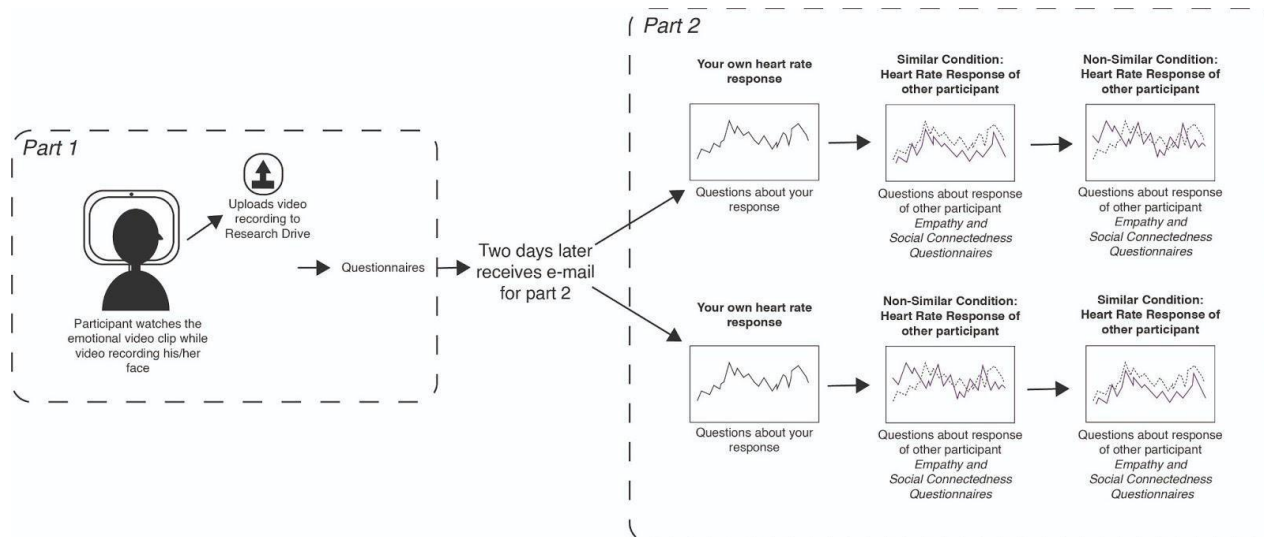 Part 1
Uploads video
recording to
Research Drive
Questionnaires
Participant watches the
emotional video clip while
video recording his/her
face
Two days later
receives e-mail
for part 2
Part 2
Your own heart rate
response
Questions about your
response
Similar Condition:
Heart Rate Response of
other participant
Questions about response
of other participant
Empathy and
Social Connectedness
Questionnaires
Non-Similar Condition:
Heart Rate Response of
other participant
Questions about response
of other participant
Empathy and
Social Connectedness
Questionnaires
Your own heart rate
response
Questions about your
response
Non-Similar Condition:
Heart Rate Response of
other participant
Questions about response
of other participant
Empathy and
Social Connectedness
Questionnaires
Similar Condition:
Heart Rate Response of
other participant
Questions about response
of other participant
Empathy and
Social Connectedness
Questionnaires